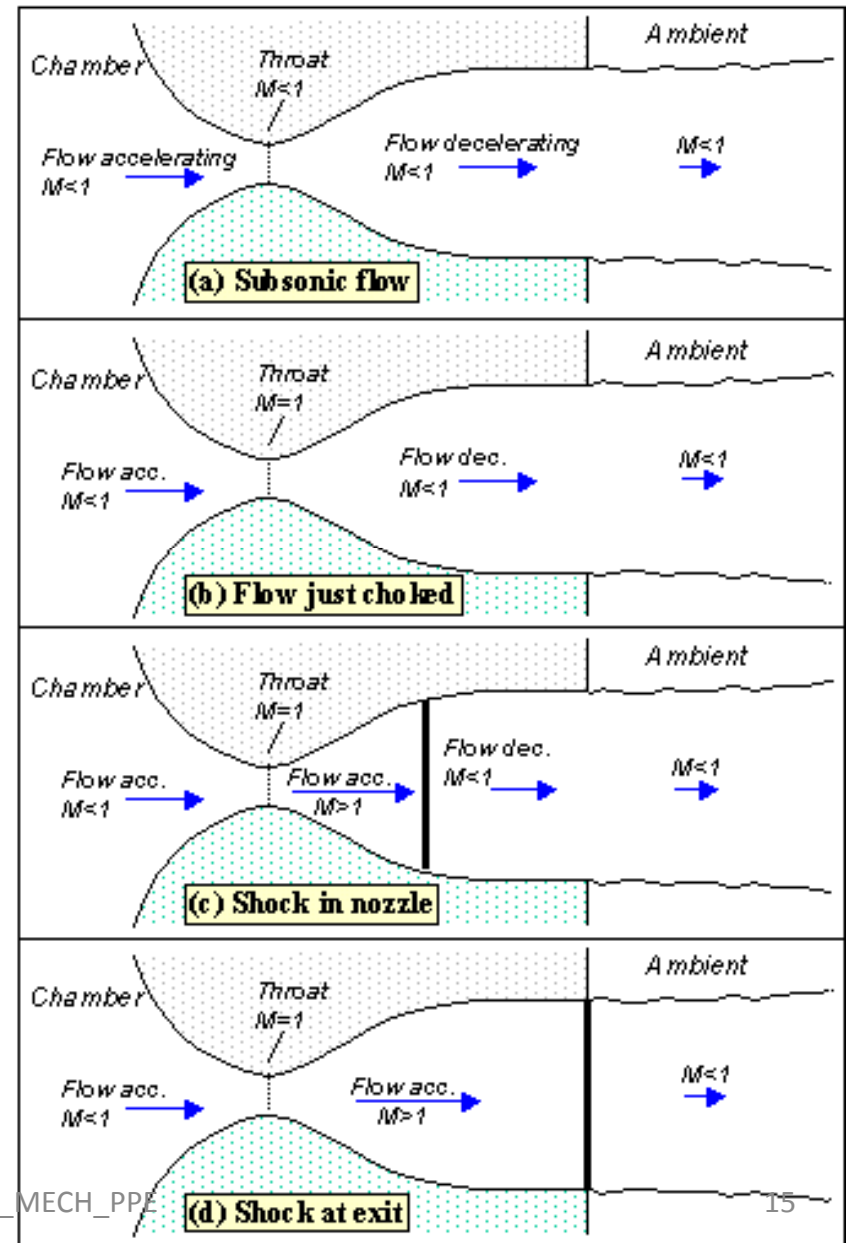 Ambient
Chamber
Throat
M<1
Flow accelerating
M<1
Flow decelerating
M<1
M<1
(a) Subsonic flow
Ambient
Chamber
Throat
M=1
Flow acc.
M<1
Flow dec.
M<1
M<1
(b) Flow just choked
Ambient
Chamber
Throat
M=1
Flow acc.
M<1
Flow acc.
M>1
Flow dec.
M<1
M<1
(c) Shock in nozzle
Ambient
Chamber
Throat
M=1
Flow acc.
M<1
Flow acc.
M>1
M<1
_MECH_PPE
(d) Shock at exit
15